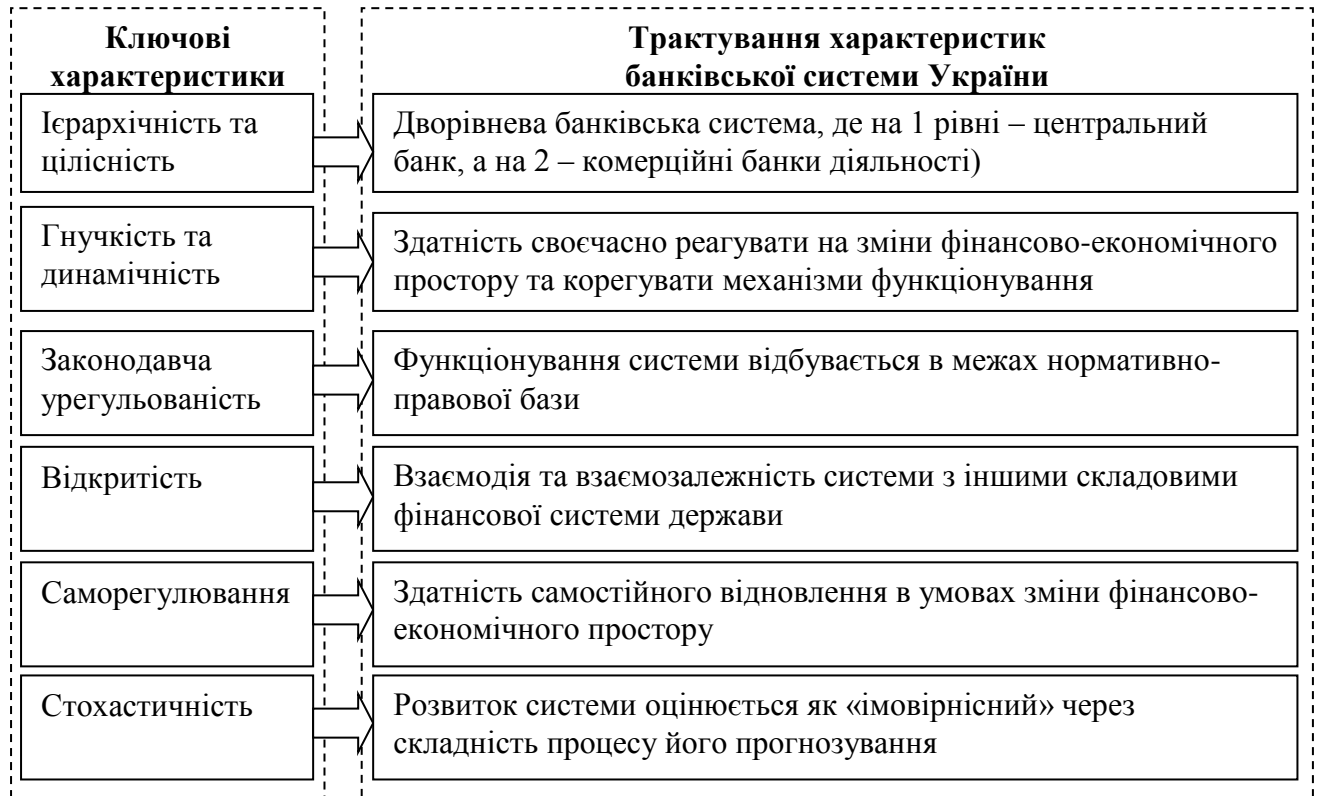 Ключові
характеристики
Трактування характеристик
банківської системи України
Ієрархічність та
цілісність
Дворівнева банківська система, де на 1 рівні – центральний
банк, а на 2 – комерційні банки діяльності)
Гнучкість та
динамічність
Здатність своєчасно реагувати на зміни фінансово-економічного
простору та корегувати механізми функціонування
Законодавча
урегульованість
Функціонування системи відбувається в межах нормативно-
правової бази
Відкритість
Взаємодія та взаємозалежність системи з іншими складовими
фінансової системи держави
Саморегулювання
Здатність самостійного відновлення в умовах зміни фінансово-
економічного простору
Стохастичність
Розвиток системи оцінюється як «імовірнісний» через
складність процесу його прогнозування